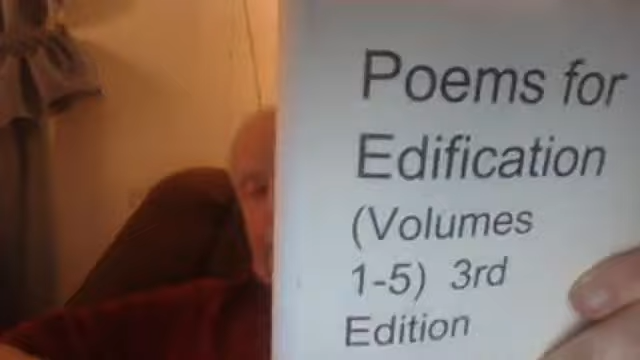 Poems for
Edification
(Volumes
1-5) 3rd
Edition